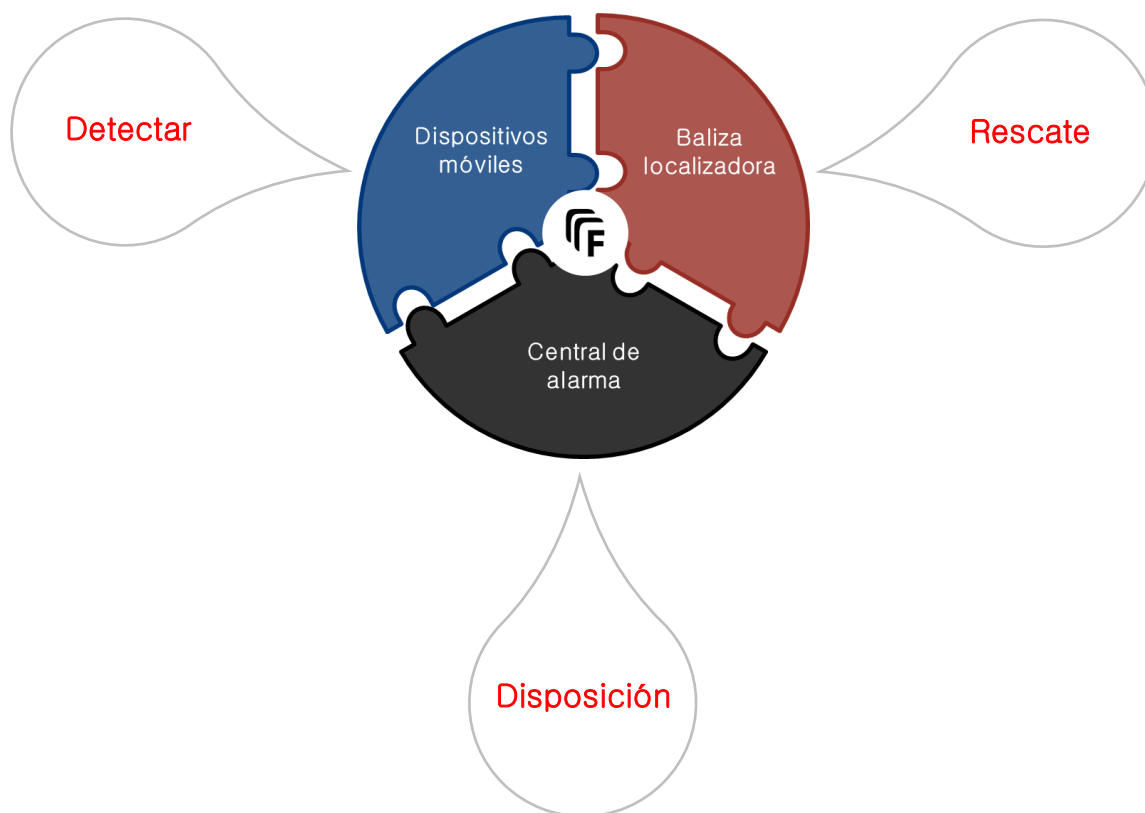 Detectar
Dispositivos
móviles
Baliza
localizadora
Rescate
F
Central de
alarma
Disposición